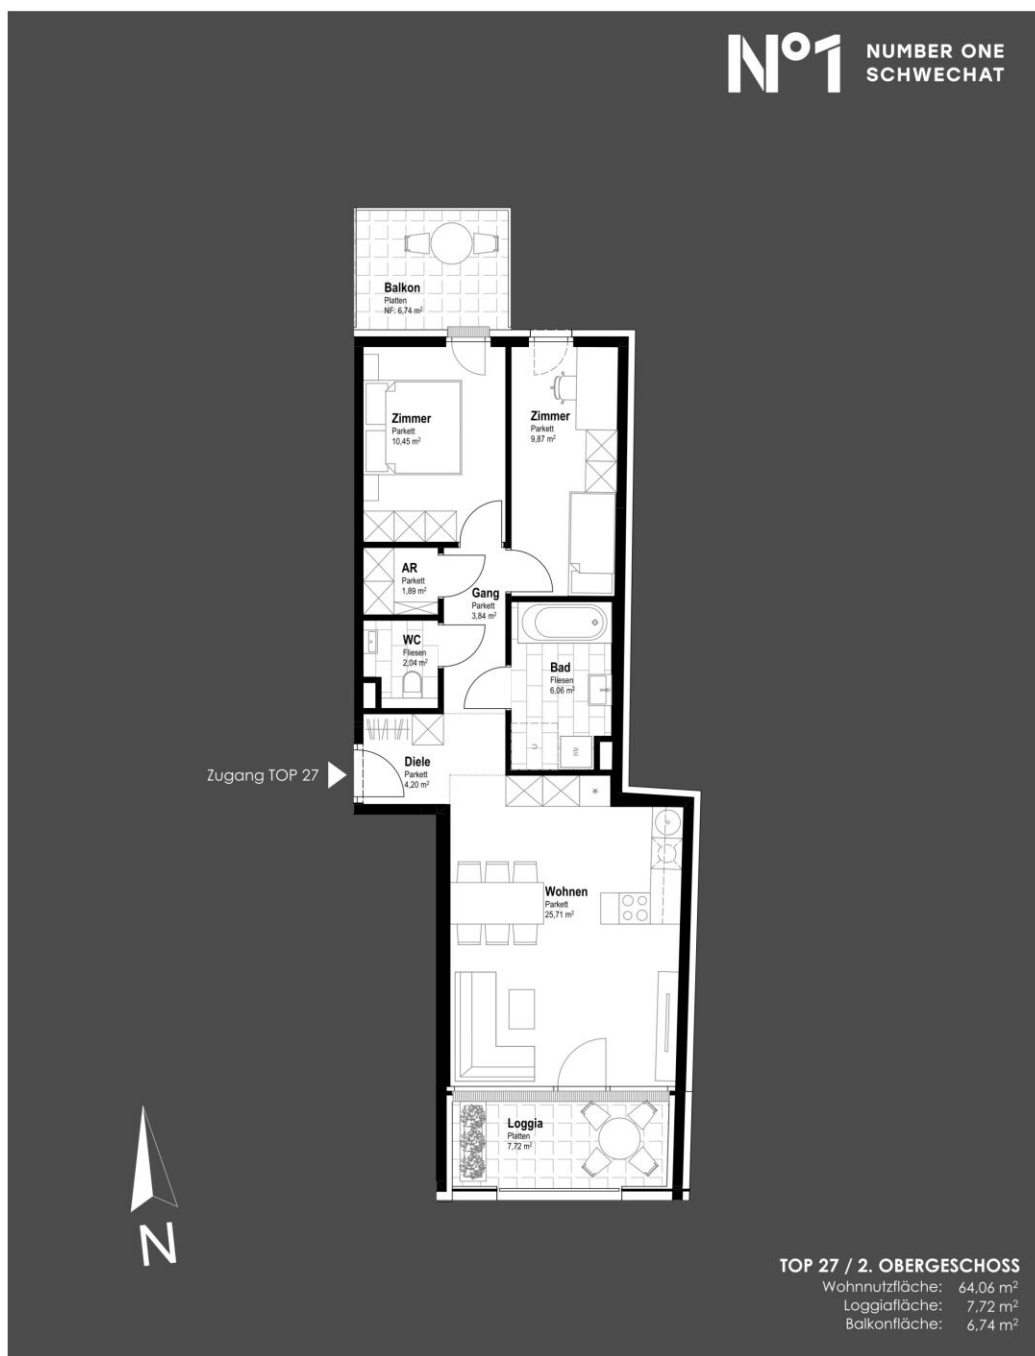 Nº1 NUMBER ONE
SCHWECHAT
Balkon
Platten
NF: 6,74 m²
Zimmer
Parkett
10,45 m²
Zimmer
Parkett
9,87 m²
AR
Parkett
1,89 m²
Gang
Parkett
3,84 m²
WC
Fliesen
2,04 m²
Bad
Fliesen
6,06 m²
WM
Diele
Parkett
4,20 m²
Zugang TOP 27
Wohnen
Parkett
25,71 m²
Loggia
Platten
7,72 m²
N
TOP 27 / 2. OBERGESCHOSS
Wohnnutzfläche: 64,06 m²
Loggiafläche: 7,72 m²
Balkonfläche: 6,74 m²